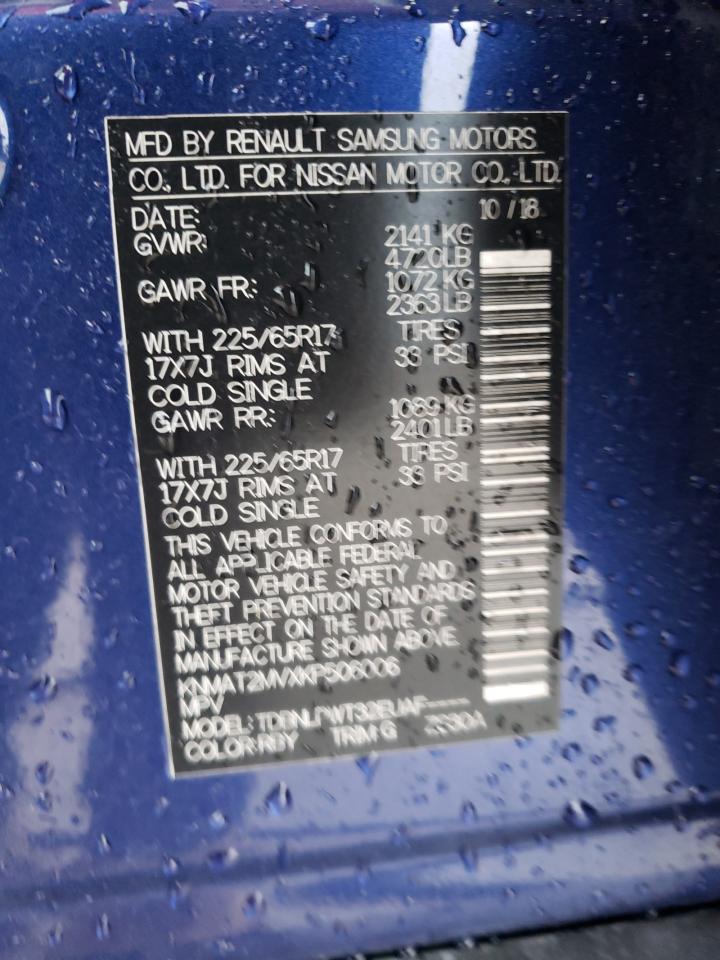 MFD BY RENAULT SAMSUNG MOTORS
CO., LTD. FOR NISSAN MOTOR CO., LTD.
DATE: 10 / 18
GVWR: 2141 KG
4720LB
GAWR FR.: 1072 KG
2363 LB
WITH 225/65R17 TIRES
17X7J RIMS AT 33 PSI
COLD SINGLE
GAWR RR.: 1089 KG
2401LB
WITH 225/65R17 TIRES
17X7J RIMS AT 33 PSI
COLD SINGLE
THIS VEHICLE CONFORMS TO
ALL APPLICABLE FEDERAL
MOTOR VEHICLE SAFETY AND
THEFT PREVENTION STANDARDS
IN EFFECT ON THE DATE OF
MANUFACTURE SHOWN ABOVE.
KNMAT2MVXKP506006
MPV
MODEL:
COLOR:RBY TRIM:G